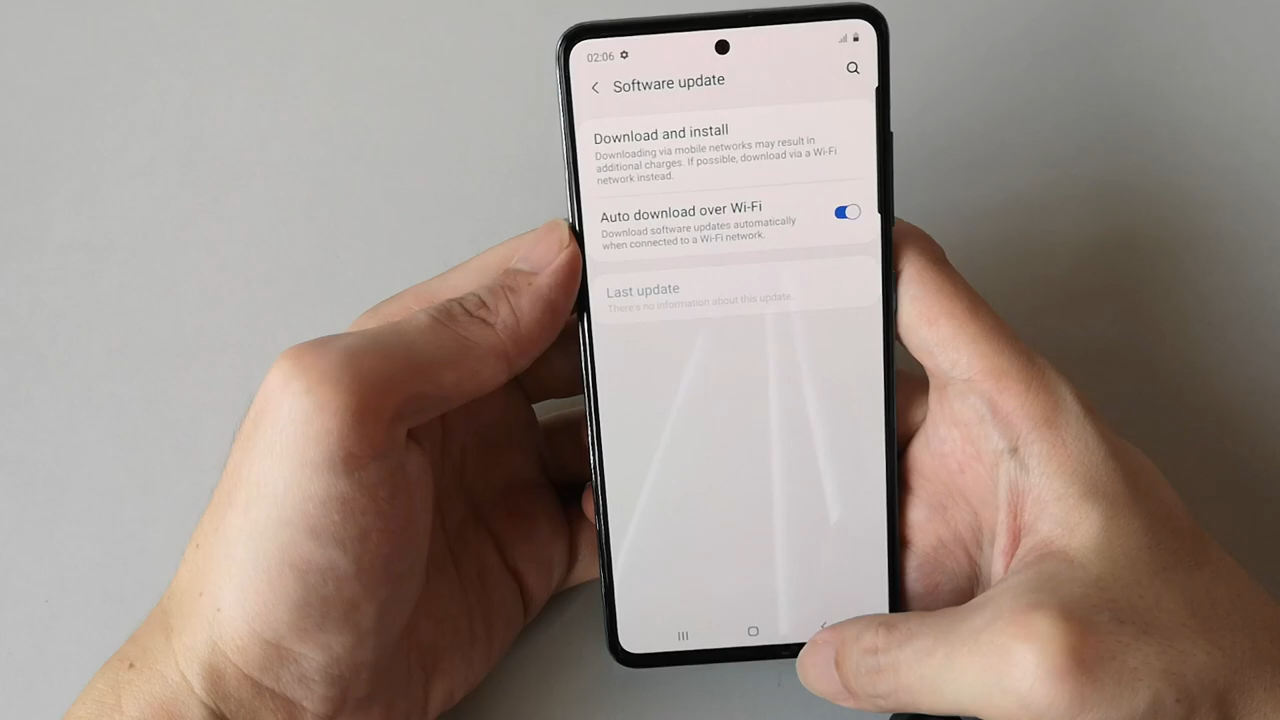 02:06
Software update
Download and install
Downloading via mobile networks may result in
additional charges. If possible, download via a Wi-Fi
network instead.
Auto download over Wi-Fi
Download software updates automatically
when connected to a Wi-Fi network.
Last update
There's no information about this update.